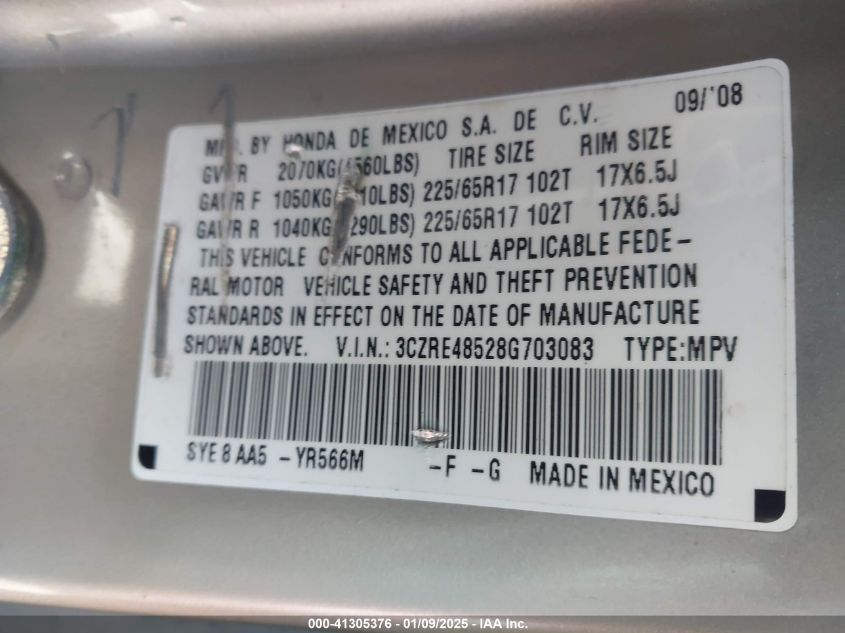 09/'08
MFD. BY HONDA DE MEXICO S.A. DE C.V.
GVWR 2070KG(4560LBS) TIRE SIZE RIM SIZE
GAWR F 1050KG( 10LBS) 225/65R17 102T 17X6.5J
GAWR R 1040KG( 290LBS) 225/65R17 102T 17X6.5J
THIS VEHICLE CONFORMS TO ALL APPLICABLE FEDE-
RAL MOTOR VEHICLE SAFETY AND THEFT PREVENTION
STANDARDS IN EFFECT ON THE DATE OF MANUFACTURE
SHOWN ABOVE. V.I.N.: 3CZRE48528G703083 TYPE:MPV
SYE 8 AA5 -YR566M -F -G MADE IN MEXICO
000-41305376 - 01/09/2025 - IAA Inc.